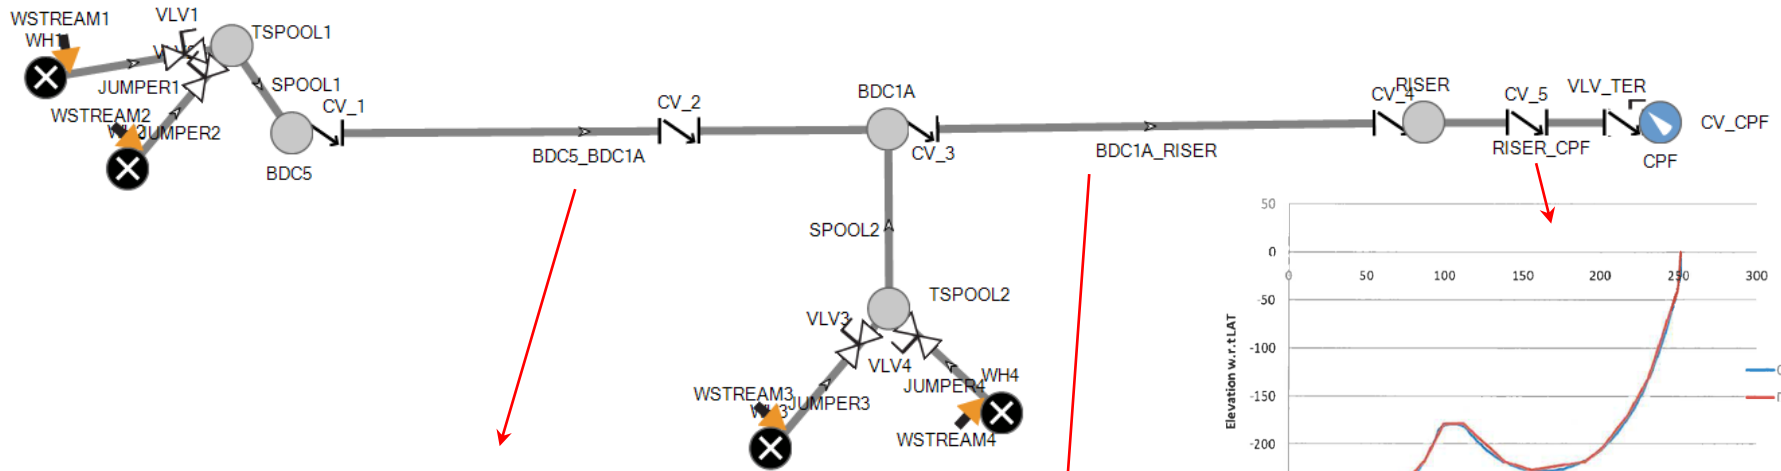 WSTREAM1
WH1
VLV1
TSPOOL1
JUMPER1
SPOOL1
WSTREAM2
JUMPER2
BDC5
CV_1
BDC5_BDC1A
CV_2
BDC1A
CV_3
BDC1A_RISER
RISER
CV_4
CV_5
VLV_TER
RISER_CPF
CV_CPF
CPF
SPOOL2
TSPOOL2
VLV3
VLV4
WSTREAM3
JUMPER3
JUMPER4
WH4
WSTREAM4
50
0
0 50 100 150 200 250 300
-50
-100
-150
-200
Elevation w.r.t LAT